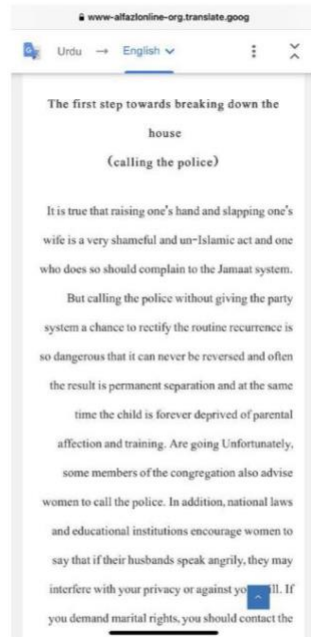 www-alfazlonline-org.translate.goog
Urdu → English
The first step towards breaking down the
house
(calling the police)
It is true that raising one's hand and slapping one's
wife is a very shameful and un-Islamic act and one
who does so should complain to the Jamaat system.
But calling the police without giving the party
system a chance to rectify the routine recurrence is
so dangerous that it can never be reversed and often
the result is permanent separation and at the same
time the child is forever deprived of parental
affection and training. Are going Unfortunately,
some members of the congregation also advise
women to call the police. In addition, national laws
and educational institutions encourage women to
say that if their husbands speak angrily, they may
interfere with your privacy or against If
you demand marital rights, you should contact the